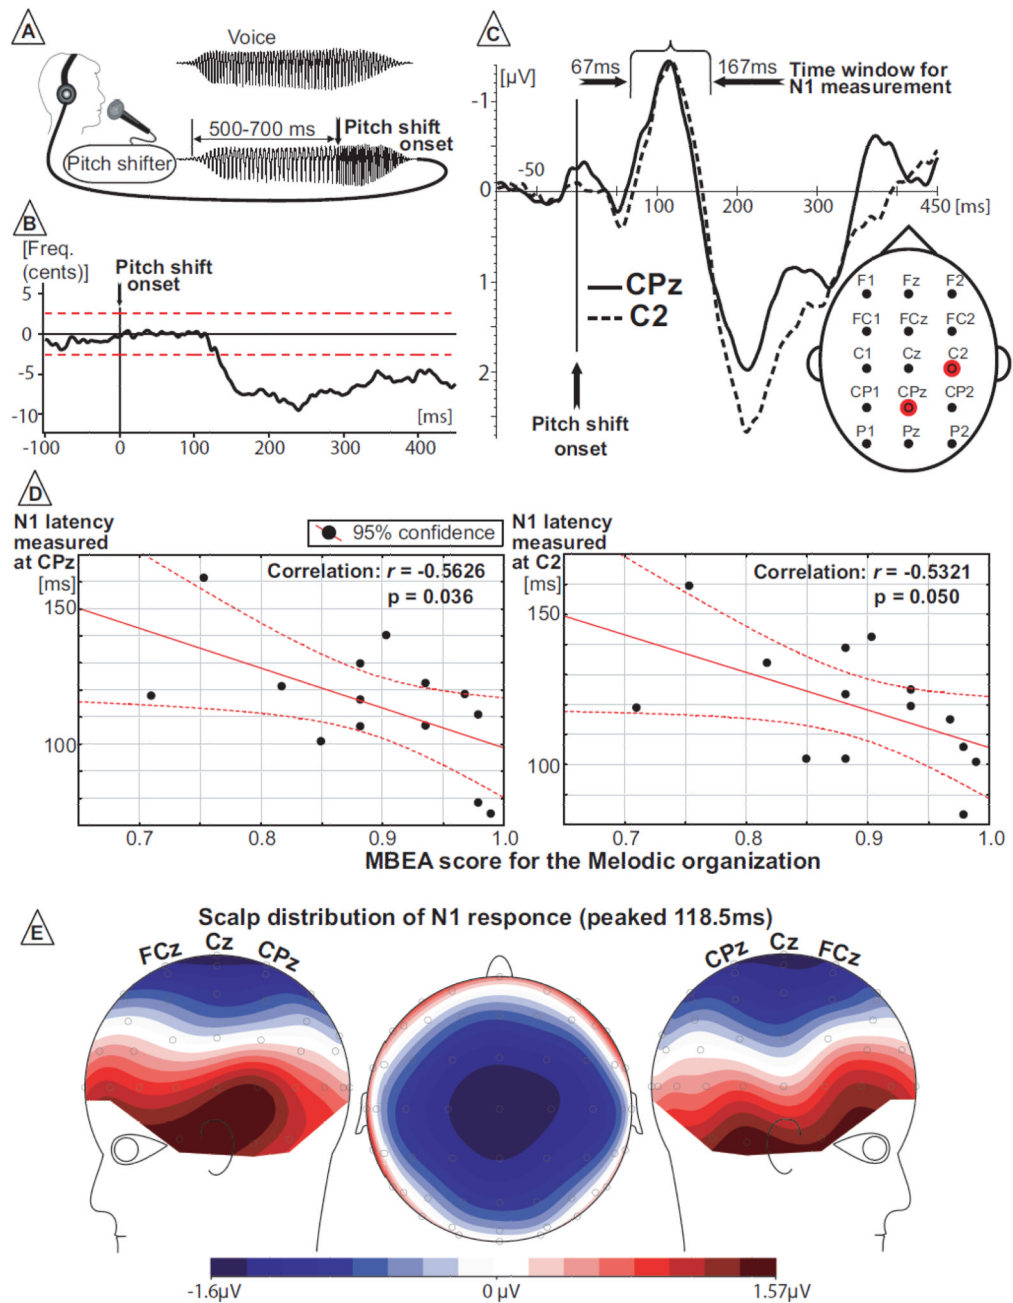 A
Voice
500-700 ms
Pitch shift
onset
Pitch shifter
B
[Freq.
(cents)]
Pitch shift
onset
5
0
-5
-10
[ms]
-100 0 100 200 300 400
C
[µV]
67ms
167ms
Time window for
N1 measurement
-1
-50
0
100 200 300 450 [ms]
1
CPz
C2
2
Pitch shift
onset
F1 Fz F2
FC1 FCz FC2
C1 Cz C2
CP1 CPz CP2
P1 Pz P2
D
N1 latency
measured
at CPz
[ms]
95% confidence
Correlation: r = -0.5626
p = 0.036
150
100
0.7 0.8 0.9 1.0
N1 latency
measured
at C2
[ms]
Correlation: r = -0.5321
p = 0.050
150
100
0.7 0.8 0.9 1.0
MBEA score for the Melodic organization
E
Scalp distribution of N1 responce (peaked 118.5ms)
FCz Cz CPz
CPz Cz FCz
-1.6µV 0 µV 1.57µV